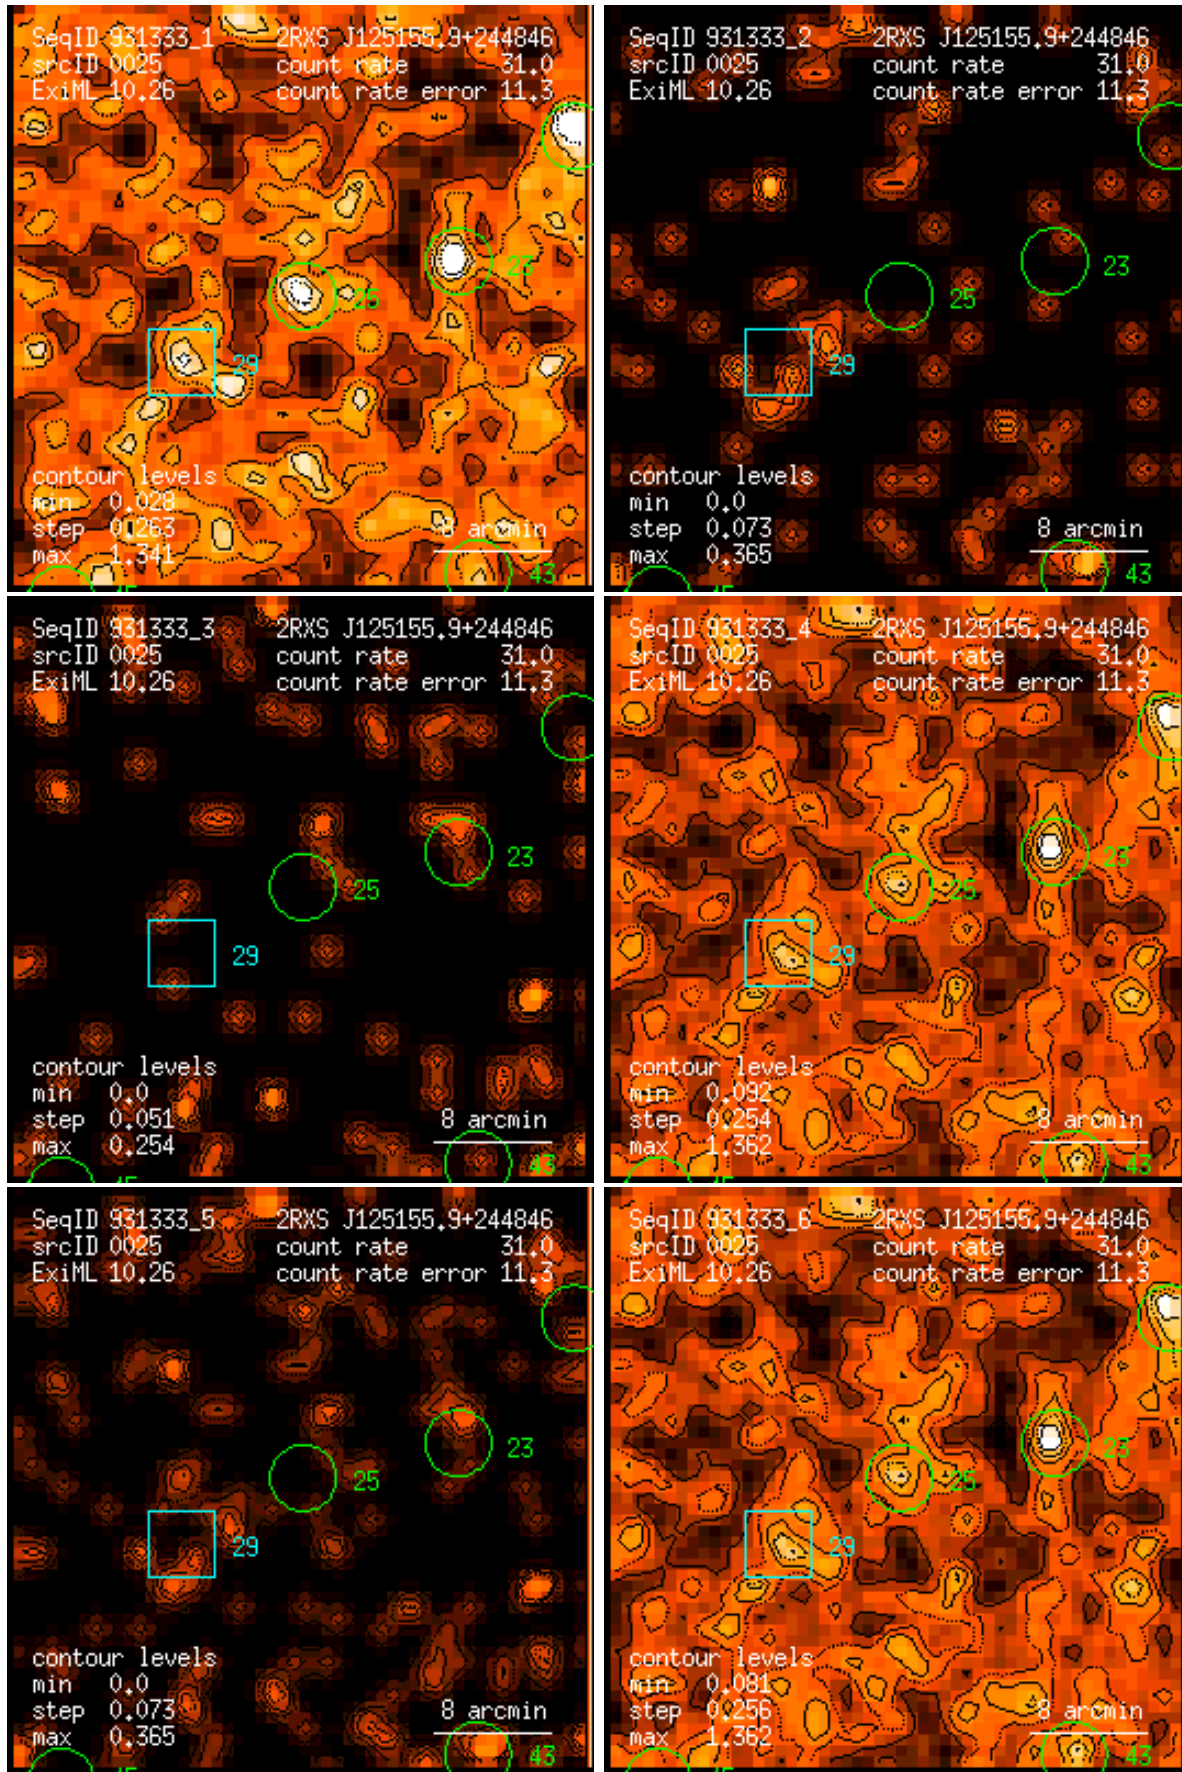 SeqID 931333_1 2RXS J125155.9+244846
srcID 0025 count rate 31.0
ExiML 10.26 count rate error 11.3
23
25
29
contour levels
min 0.028
step 0.263
max 1.341
8 arcmin
43
SeqID 931333_2 2RXS J125155.9+244846
srcID 0025 count rate 31.0
ExiML 10.26 count rate error 11.3
23
25
29
contour levels
min 0.0
step 0.073
max 0.365
8 arcmin
43
SeqID 931333_3 2RXS J125155.9+244846
srcID 0025 count rate 31.0
ExiML 10.26 count rate error 11.3
23
25
29
contour levels
min 0.0
step 0.051
max 0.254
8 arcmin
43
SeqID 931333_4 2RXS J125155.9+244846
srcID 0025 count rate 31.0
ExiML 10.26 count rate error 11.3
23
25
29
contour levels
min 0.092
step 0.254
max 1.362
8 arcmin
43
SeqID 931333_5 2RXS J125155.9+244846
srcID 0025 count rate 31.0
ExiML 10.26 count rate error 11.3
23
25
29
contour levels
min 0.0
step 0.073
max 0.365
8 arcmin
43
SeqID 931333_6 2RXS J125155.9+244846
srcID 0025 count rate 31.0
ExiML 10.26 count rate error 11.3
23
25
29
contour levels
min 0.081
step 0.256
max 1.362
8 arcmin
43